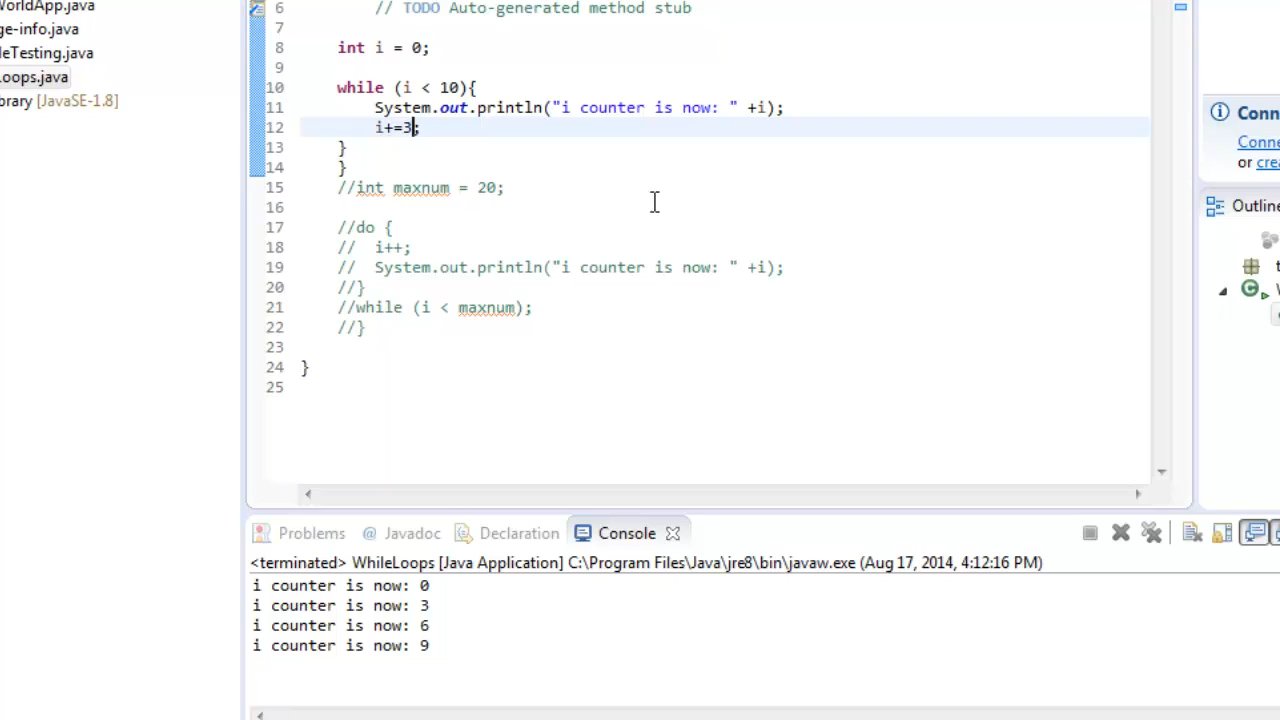 WorldApp.java
ge-info.java
leTesting.java
Loops.java
brary [JavaSE-1.8]
6 // TODO Auto-generated method stub
7
8 int i = 0;
9
10 while (i < 10){
11 System.out.println("i counter is now: " +i);
12 i+=3;
13 }
14 }
15 //int maxnum = 20;
16
17 //do {
18 // i++;
19 // System.out.println("i counter is now: " +i);
20 //}
21 //while (i < maxnum);
22 //}
23
24 }
25
Conn
Conne
or crea
Outline
Problems @ Javadoc Declaration Console
<terminated> WhileLoops [Java Application] C:\Program Files\Java\jre8\bin\javaw.exe (Aug 17, 2014, 4:12:16 PM)
i counter is now: 0
i counter is now: 3
i counter is now: 6
i counter is now: 9